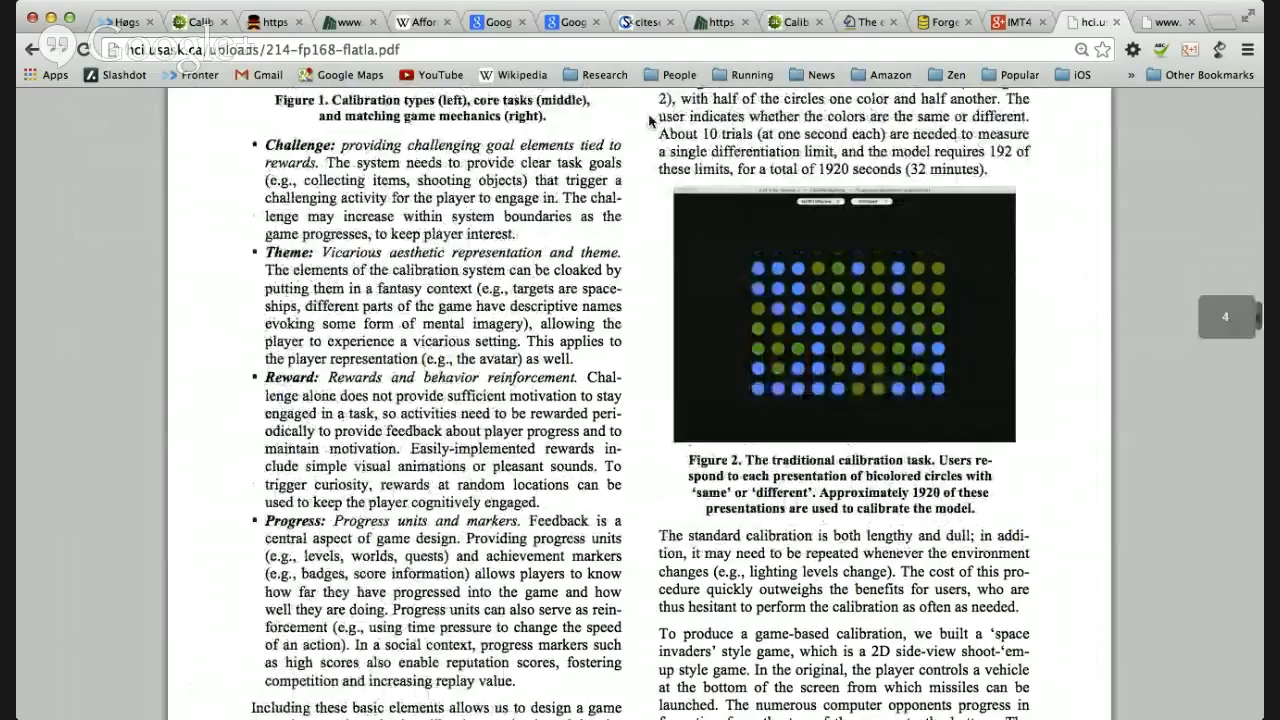 Høgs
Calib
https
www.
Affor
Goog
Goog
cites
https
Calib
The c
Forge
IMT4
hci.u
www.
Google+
hci.usask.ca/uploads/214-fp168-flatla.pdf
Apps
Slashdot
Fronter
Gmail
Google Maps
YouTube
Wikipedia
Research
People
Running
News
Amazon
Zen
Popular
iOS
»
Other Bookmarks
Figure 1. Calibration types (left), core tasks (middle),
and matching game mechanics (right).
• Challenge: providing challenging goal elements tied to
rewards. The system needs to provide clear task goals
(e.g., collecting items, shooting objects) that trigger a
challenging activity for the player to engage in. The chal-
lenge may increase within system boundaries as the
game progresses, to keep player interest.
• Theme: Vicarious aesthetic representation and theme.
The elements of the calibration system can be cloaked by
putting them in a fantasy context (e.g., targets are space-
ships, different parts of the game have descriptive names
evoking some form of mental imagery), allowing the
player to experience a vicarious setting. This applies to
the player representation (e.g., the avatar) as well.
• Reward: Rewards and behavior reinforcement. Chal-
lenge alone does not provide sufficient motivation to stay
engaged in a task, so activities need to be rewarded peri-
odically to provide feedback about player progress and to
maintain motivation. Easily-implemented rewards in-
clude simple visual animations or pleasant sounds. To
trigger curiosity, rewards at random locations can be
used to keep the player cognitively engaged.
• Progress: Progress units and markers. Feedback is a
central aspect of game design. Providing progress units
(e.g., levels, worlds, quests) and achievement markers
(e.g., badges, score information) allows players to know
how far they have progressed into the game and how
well they are doing. Progress units can also serve as rein-
forcement (e.g., using time pressure to change the speed
of an action). In a social context, progress markers such
as high scores also enable reputation scores, fostering
competition and increasing replay value.
Including these basic elements allows us to design a game
2), with half of the circles one color and half another. The
user indicates whether the colors are the same or different.
About 10 trials (at one second each) are needed to measure
a single differentiation limit, and the model requires 192 of
these limits, for a total of 1920 seconds (32 minutes).
Figure 2. The traditional calibration task. Users re-
spond to each presentation of bicolored circles with
‘same’ or ‘different’. Approximately 1920 of these
presentations are used to calibrate the model.
The standard calibration is both lengthy and dull; in addi-
tion, it may need to be repeated whenever the environment
changes (e.g., lighting levels change). The cost of this pro-
cedure quickly outweighs the benefits for users, who are
thus hesitant to perform the calibration as often as needed.
To produce a game-based calibration, we built a ‘space
invaders’ style game, which is a 2D side-view shoot-‘em-
up style game. In the original, the player controls a vehicle
at the bottom of the screen from which missiles can be
launched. The numerous computer opponents progress in
4